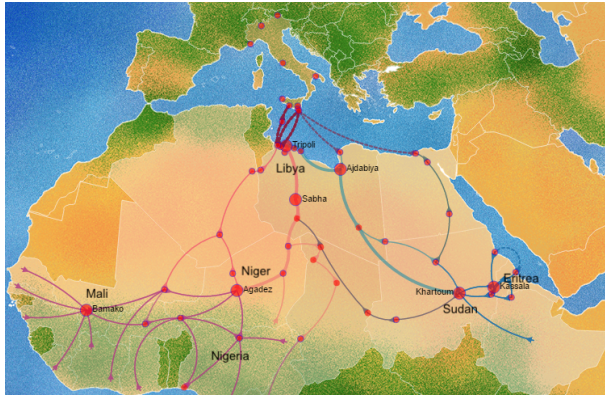 Tripoli
Libya
Ajdabiya
Sabha
Niger
Agadez
Mali
Bamako
Eritrea
Kassala
Khartoum
Sudan
Nigeria